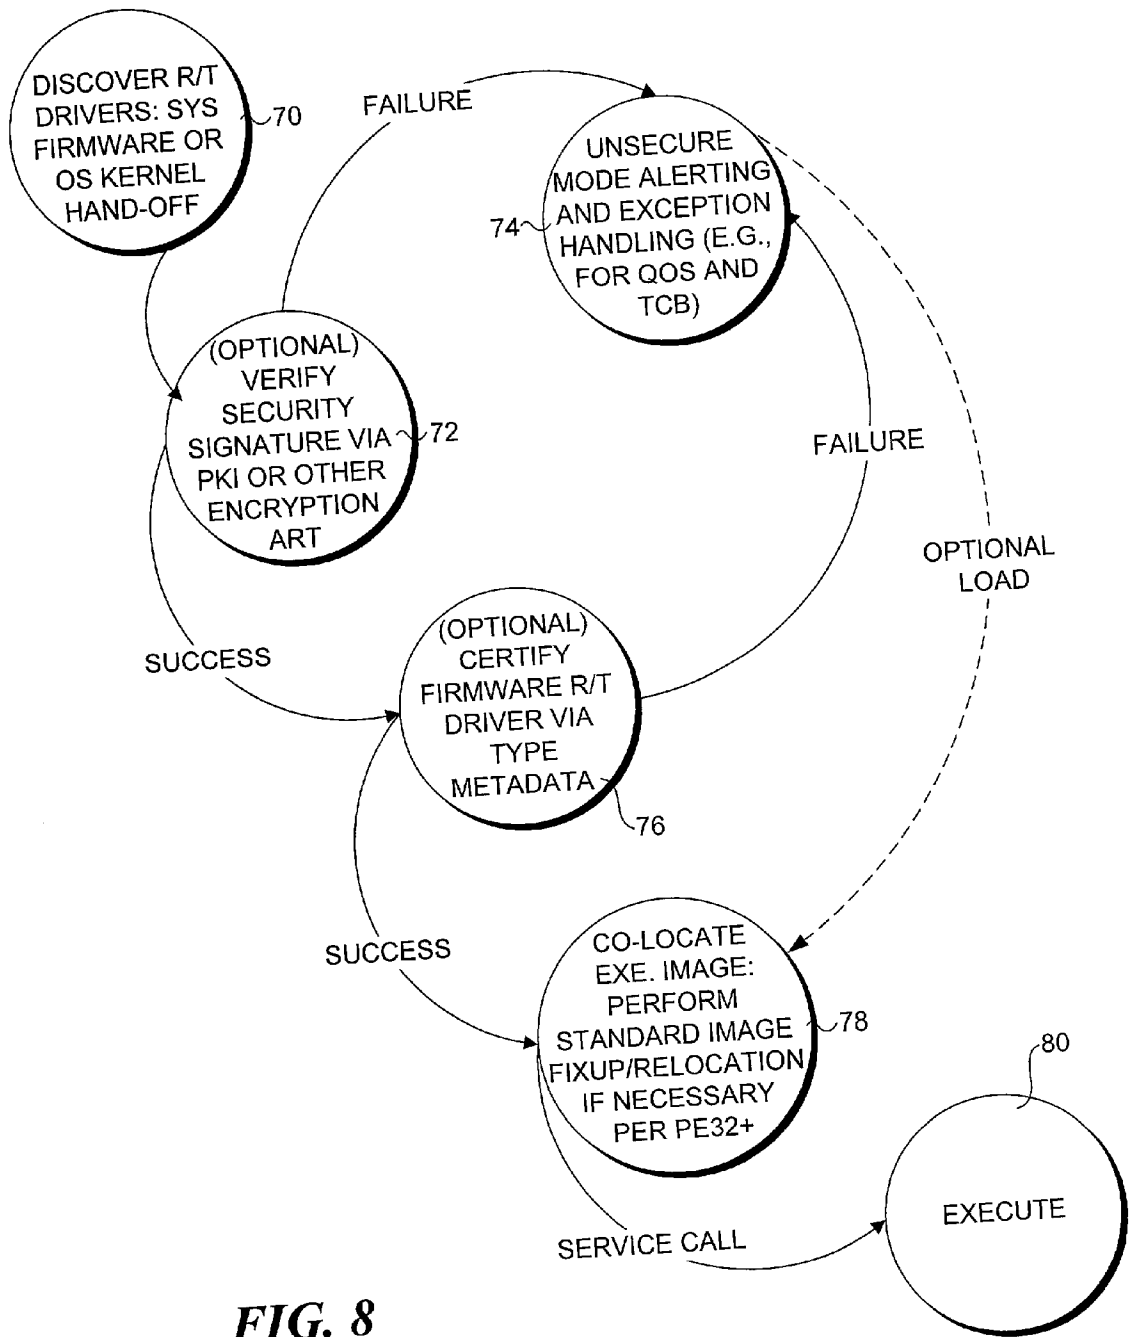 DISCOVER R/T
DRIVERS: SYS
FIRMWARE OR
OS KERNEL
HAND-OFF
70
FAILURE
UNSECURE
MODE ALERTING
AND EXCEPTION
HANDLING (E.G.,
FOR QOS AND
TCB)
74
(OPTIONAL)
VERIFY
SECURITY
SIGNATURE VIA
PKI OR OTHER
ENCRYPTION
ART
72
FAILURE
OPTIONAL
LOAD
SUCCESS
(OPTIONAL)
CERTIFY
FIRMWARE R/T
DRIVER VIA
TYPE
METADATA
76
SUCCESS
CO-LOCATE
EXE. IMAGE:
PERFORM
STANDARD IMAGE
FIXUP/RELOCATION
IF NECESSARY
PER PE32+
78
80
EXECUTE
SERVICE CALL
FIG. 8